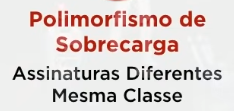 Polimorfismo de
Sobrecarga
Assinaturas Diferentes
Mesma Classe